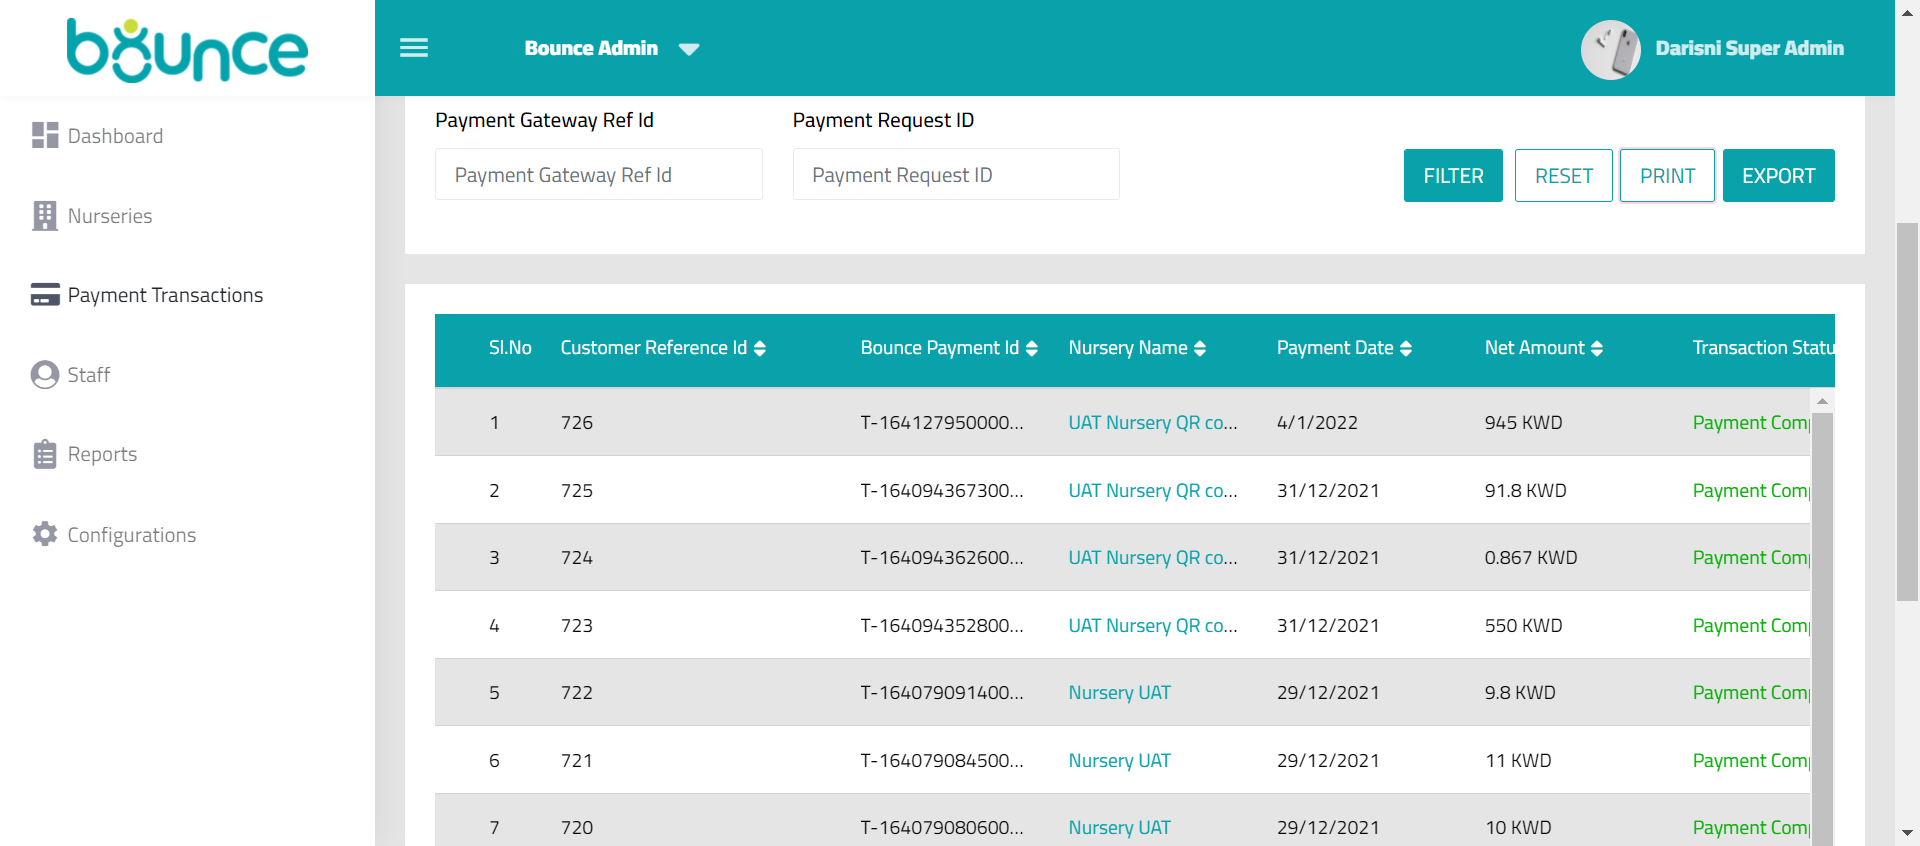 bounce
Bounce Admin
Darisni Super Admin
Dashboard
Nurseries
Payment Transactions
Staff
Reports
Configurations
Payment Gateway Ref Id Payment Request ID
Payment Gateway Ref Id Payment Request ID FILTER RESET PRINT EXPORT
Sl.No Customer Reference Id Bounce Payment Id Nursery Name Payment Date Net Amount Transaction Statu
1 726 T-164127950000... UAT Nursery QR co... 4/1/2022 945 KWD Payment Comp
2 725 T-164094367300... UAT Nursery QR co... 31/12/2021 91.8 KWD Payment Comp
3 724 T-164094362600... UAT Nursery QR co... 31/12/2021 0.867 KWD Payment Comp
4 723 T-164094352800... UAT Nursery QR co... 31/12/2021 550 KWD Payment Comp
5 722 T-164079091400... Nursery UAT 29/12/2021 9.8 KWD Payment Comp
6 721 T-164079084500... Nursery UAT 29/12/2021 11 KWD Payment Comp
7 720 T-164079080600... Nursery UAT 29/12/2021 10 KWD Payment Comp